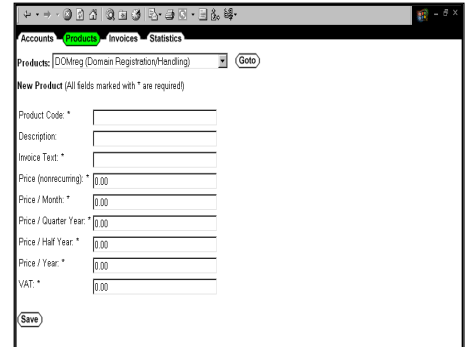 Accounts Products Invoices Statistics
Products: DOMreg (Domain Registration/Handling) Goto
New Product (All fields marked with * are required!)
Product Code: *
Description:
Invoice Text: *
Price (nonrecurring): * 0.00
Price / Month: * 0.00
Price / Quarter Year: * 0.00
Price / Half Year: * 0.00
Price / Year: * 0.00
VAT: * 0.00
Save